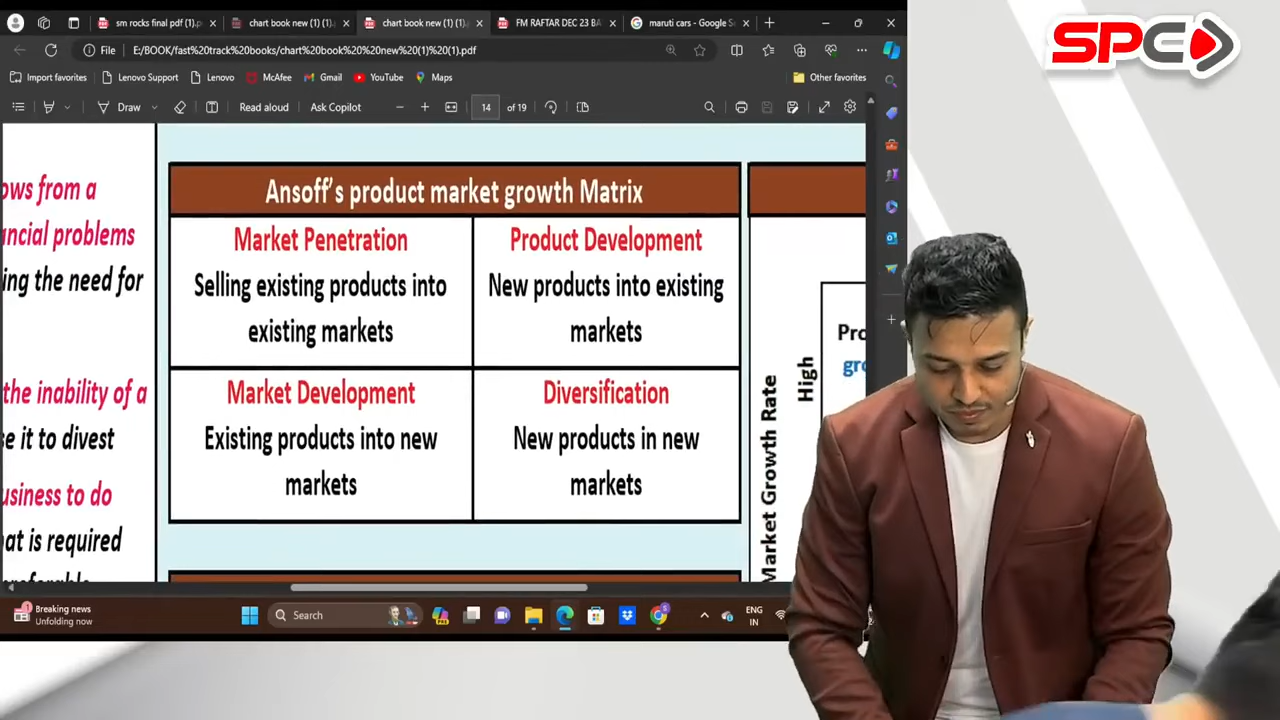 sm rocks final pdf (1).p
chart book new (1) (1)
chart book new (1) (1).
FM RAFTAR DEC 23 BA
maruti cars - Google S
File
E:/BOOK/fast%20track%20books/chart%20book%20%20new%20(1)%20(1).pdf
Import favorites
Lenovo Support
Lenovo
McAfee
Gmail
YouTube
Maps
Other favorites
Draw
Read aloud
Ask Copilot
14
of 19
SPC
ows from a
ancial problems
ing the need for
the inability of a
se it to divest
usiness to do
hat is required
Ansoff's product market growth Matrix
Market Penetration
Selling existing products into
existing markets
Product Development
New products into existing
markets
Market Development
Existing products into new
markets
Diversification
New products in new
markets
Market Growth Rate
High
Pro
gro
1
Breaking news
Unfolding now
Search
ENG
IN